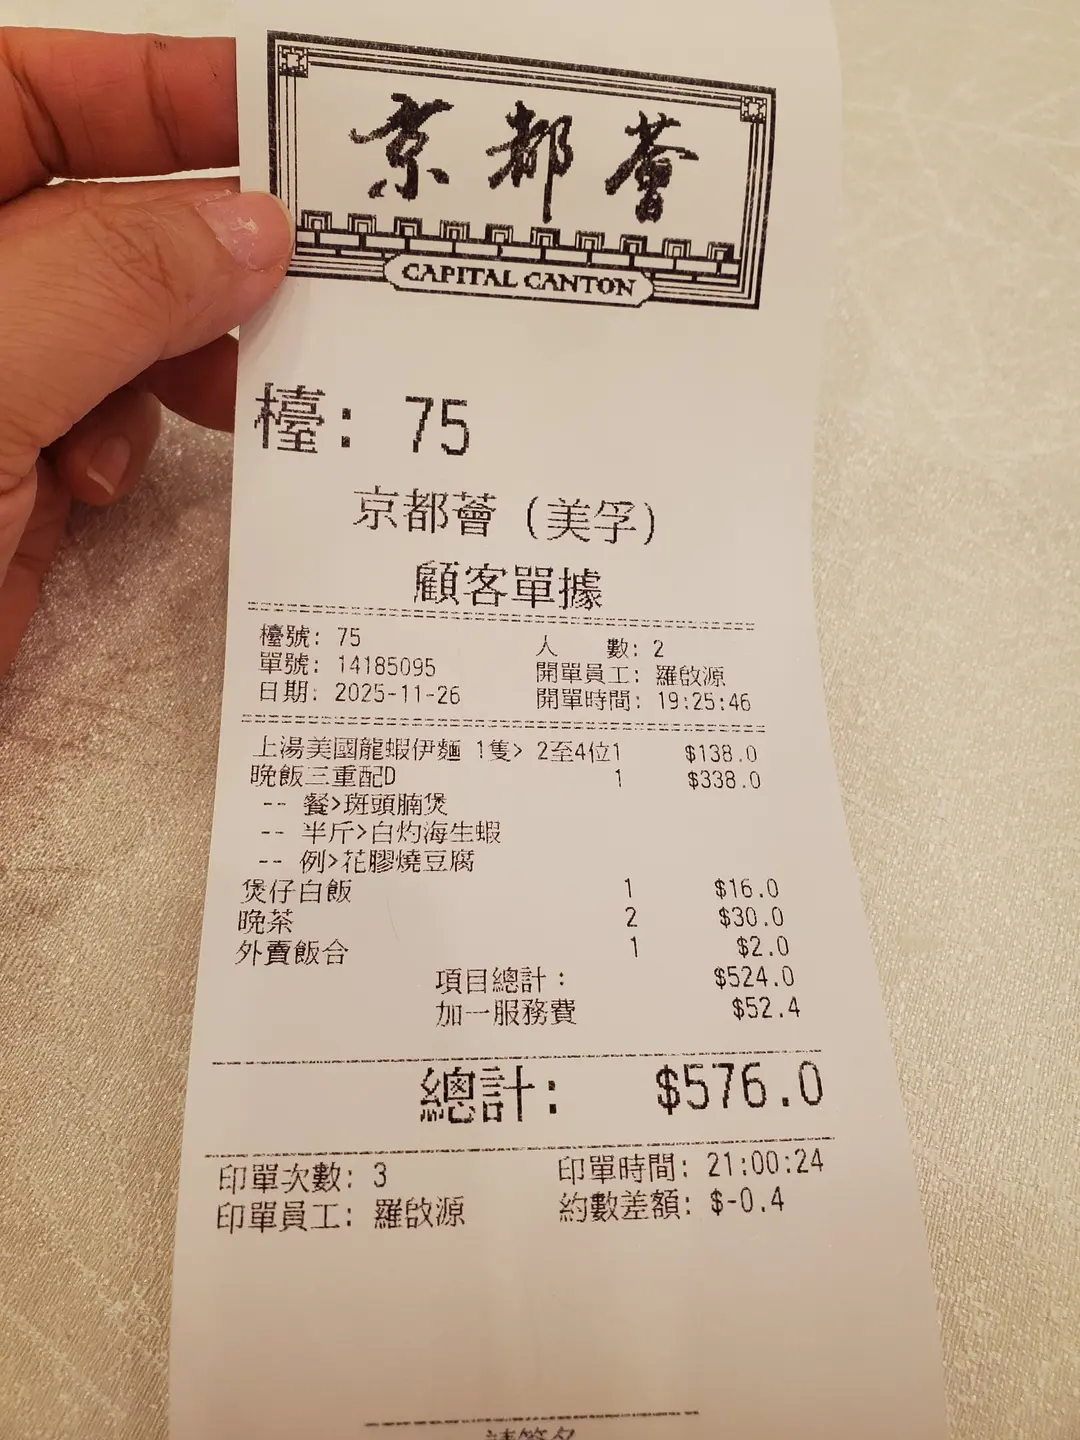 京都薈
CAPITAL CANTON
檯: 75
京都薈 (美孚)
顧客單據
檯號: 75 人 數: 2
單號: 14185095 開單員工: 羅啟源
日期: 2025-11-26 開單時間: 19:25:46
上湯美國龍蝦伊麵 1隻> 2至4位1 $138.0
晚飯三重配D 1 $338.0
-- 餐>斑頭腩煲
-- 半斤>白灼海生蝦
-- 例>花膠燒豆腐
煲仔白飯 1 $16.0
晚茶 2 $30.0
外賣飯合 1 $2.0
項目總計: $524.0
加一服務費 $52.4
總計: $576.0
印單次數: 3 印單時間: 21:00:24
印單員工: 羅啟源 約數差額: $-0.4